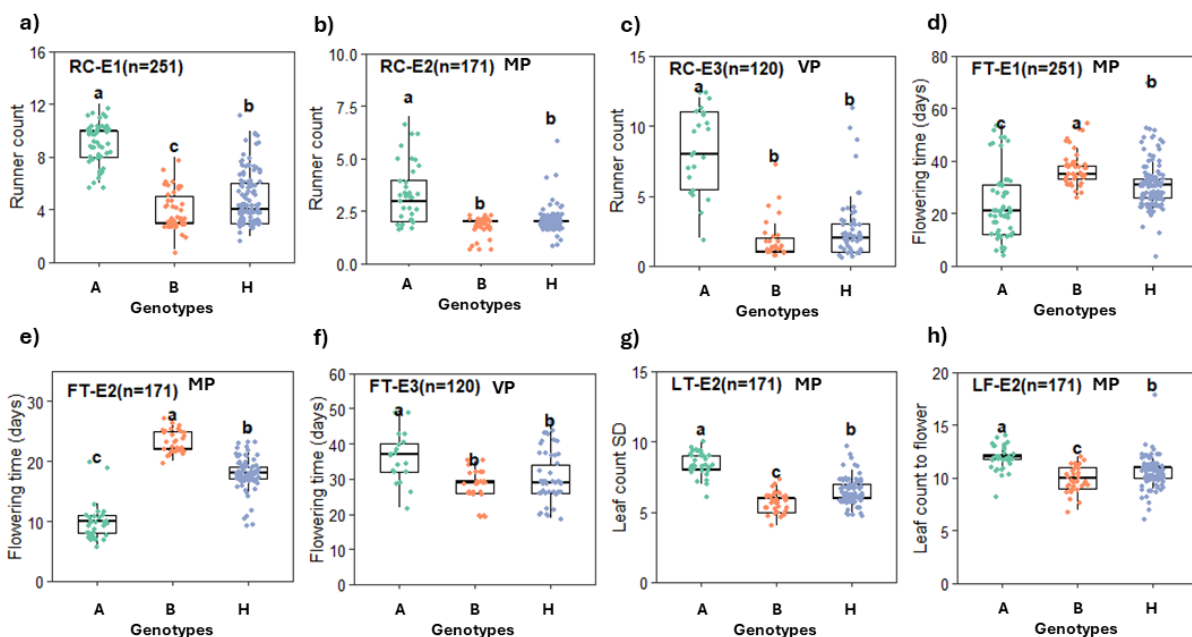 a)
RC-E1(n=251)
Runner count
16
12
8
4
0
a
c
b
A B H
Genotypes
b)
RC-E2(n=171) MP
Runner count
10.0
7.5
5.0
2.5
0.0
a
b
b
A B H
Genotypes
c)
RC-E3(n=120) VP
Runner count
15
10
5
0
a
b
b
A B H
Genotypes
d)
FT-E1(n=251) MP
Flowering time (days)
80
60
40
20
0
c
a
b
A B H
Genotypes
e)
FT-E2(n=171) MP
Flowering time (days)
30
20
10
0
c
a
b
A B H
Genotypes
f)
FT-E3(n=120) VP
Flowering time (days)
60
50
40
30
20
10
0
a
b
b
A B H
Genotypes
g)
LT-E2(n=171) MP
Leaf count SD
15
10
5
0
a
c
b
A B H
Genotypes
h)
LF-E2(n=171) MP
Leaf count to flower
20
15
10
5
0
a
c
b
A B H
Genotypes